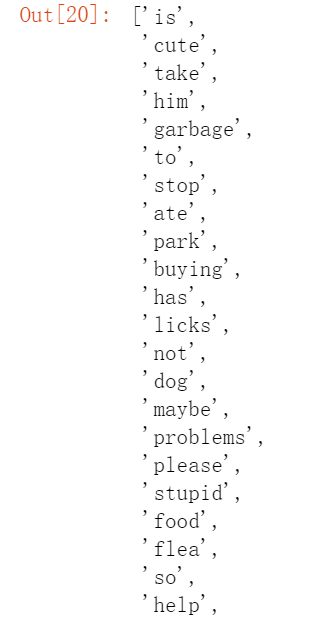 Out[20]: ['is',
'cute',
'take',
'him',
'garbage',
'to',
'stop',
'ate',
'park',
'buying',
'has',
'licks',
'not',
'dog',
'maybe',
'problems',
'please',
'stupid',
'food',
'flea',
'so',
'help',